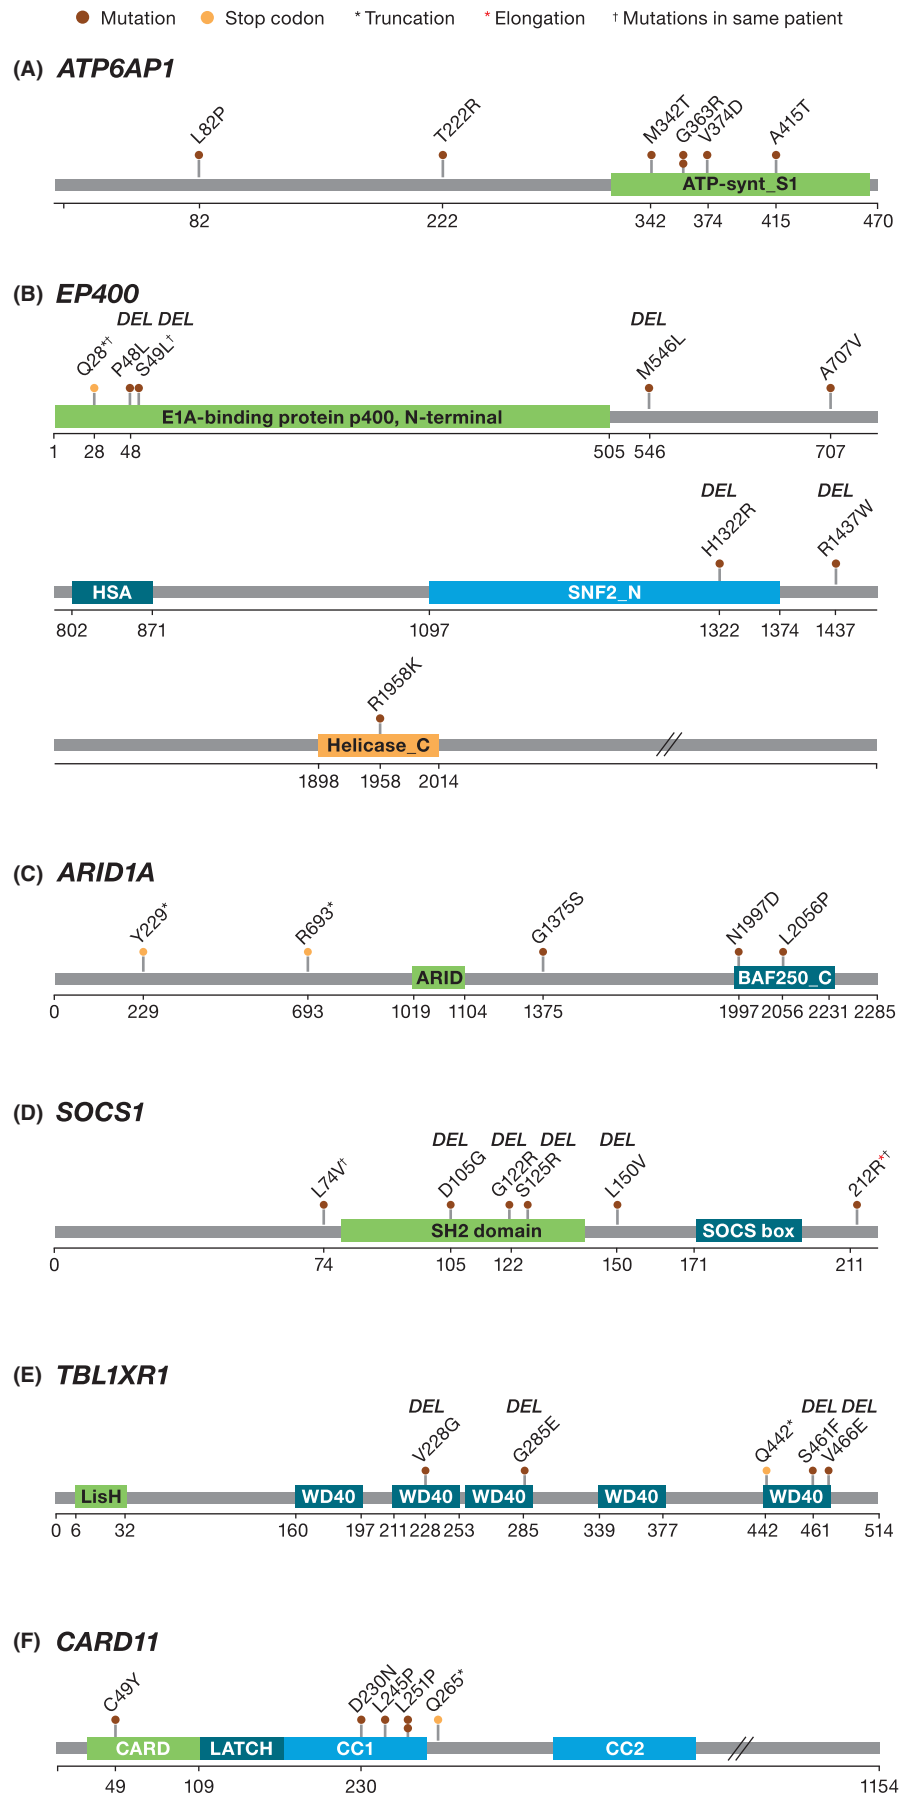 Mutation Stop codon * Truncation * Elongation † Mutations in same patient
(A) ATP6AP1
L82P T222R M342T G363R V374D A415T
ATP-synt_S1
82 222 342 374 415 470
(B) EP400
DEL DEL DEL
Q28*† P48L S49L† M546L A707V
E1A-binding protein p400, N-terminal
1 28 48 505 546 707
DEL DEL
H1322R R1437W
HSA SNF2_N
802 871 1097 1322 1374 1437
R1958K
Helicase_C
1898 1958 2014
(C) ARID1A
Y229* R693* G1375S N1997D L2056P
ARID BAF250_C
0 229 693 1019 1104 1375 1997 2056 2231 2285
(D) SOCS1
DEL DEL DEL DEL
L74V† D105G G122R S125R L150V 212R*†
SH2 domain SOCS box
0 74 105 122 150 171 211
(E) TBL1XR1
DEL DEL DEL DEL
V228G G285E Q442* S461F V466E
LisH WD40 WD40 WD40 WD40 WD40
0 6 32 160 197 211 228 253 285 339 377 442 461 514
(F) CARD11
C49Y D230N L245P L251P Q265*
CARD LATCH CC1 CC2
49 109 230 1154